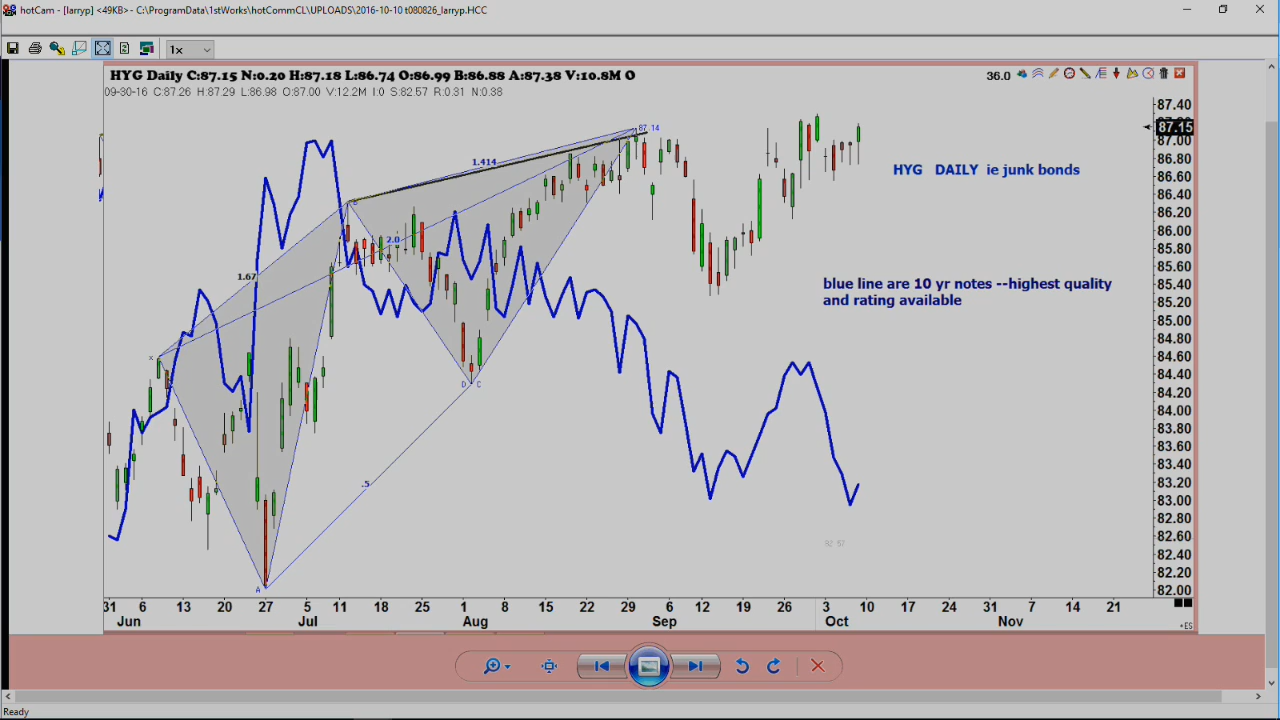 hotCam - [larryp] <49KB>- C:\ProgramData\1stWorks\hotCommCL\UPLOADS\2016-10-10 t080826_larryp.HCC
1x
HYG Daily C:87.15 N:0.20 H:87.18 L:86.74 O:86.99 B:86.88 A:87.38 V:10.8M O
36.0
09-30-16 C:87.26 H:87.29 L:86.98 O:87.00 V:12.2M I:0 S:82.57 R:0.31 N:0.38
87.40
87.14
87.15
87.00
1.414
86.80
HYG DAILY ie junk bonds
86.60
86.40
86.20
86.00
2.0
85.80
1.67
85.60
blue line are 10 yr notes --highest quality
85.40
and rating available
85.20
85.00
84.80
X
84.60
84.40
D C
84.20
84.00
83.80
83.60
83.40
.5
83.20
83.00
82.80
82 57
82.60
82.40
82.20
A
82.00
31 6 13 20 27 5 11 18 25 1 8 15 22 29 6 12 19 26 3 10 17 24 31 7 14 21
Jun Jul Aug Sep Oct Nov
+ES
Ready